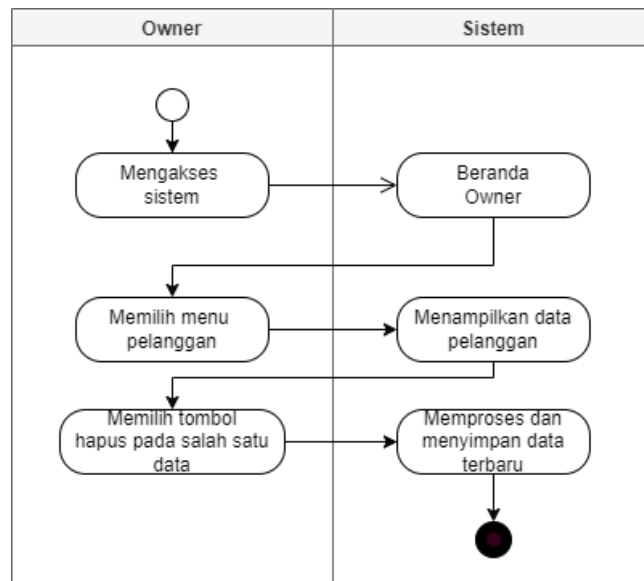 Owner
Sistem
Mengakses
sistem
Beranda
Owner
Memilih menu
pelanggan
Menampilkan data
pelanggan
Memilih tombol
hapus pada salah satu
data
Memproses dan
menyimpan data
terbaru